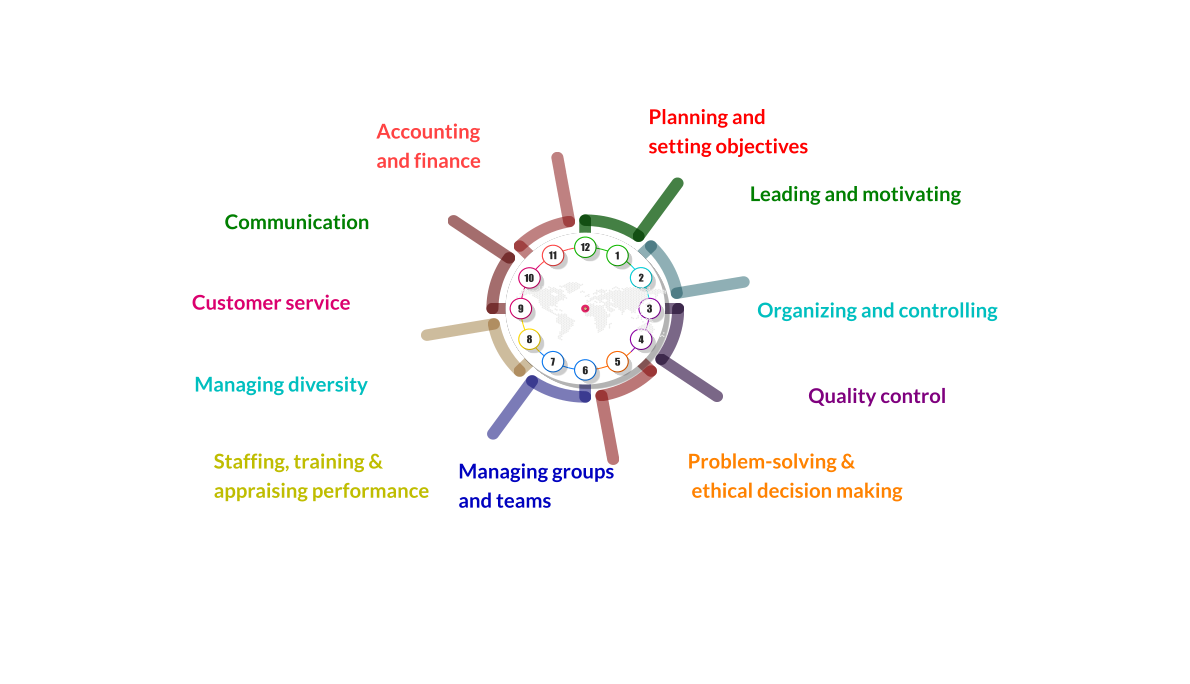 Planning and
setting objectives
Accounting
and finance
Leading and motivating
Communication
12
11
1
10
2
Customer service
9
3
Organizing and controlling
8
4
7
5
6
Managing diversity
Quality control
Staffing, training &
appraising performance
Managing groups
and teams
Problem-solving &
ethical decision making